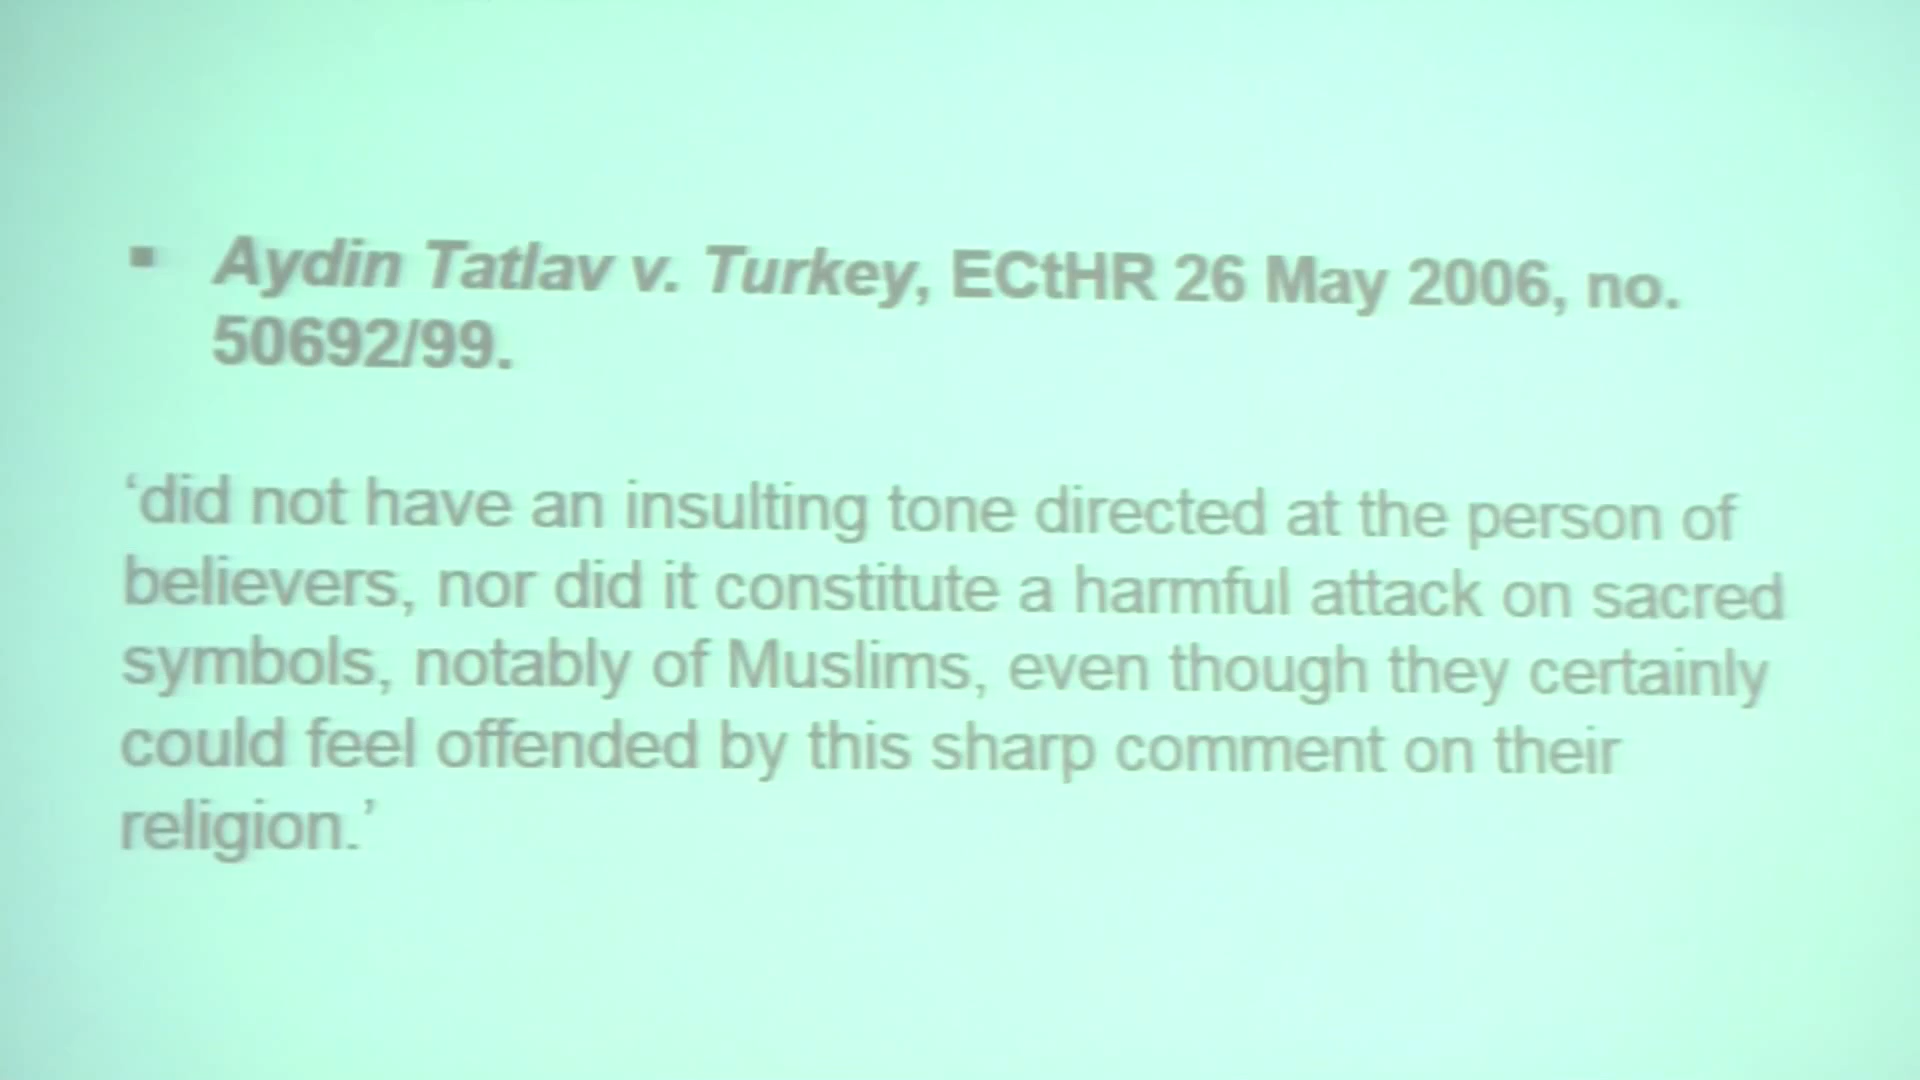 ▪ Aydin Tatlav v. Turkey, ECtHR 26 May 2006, no.
50692/99.
‘did not have an insulting tone directed at the person of
believers, nor did it constitute a harmful attack on sacred
symbols, notably of Muslims, even though they certainly
could feel offended by this sharp comment on their
religion.’